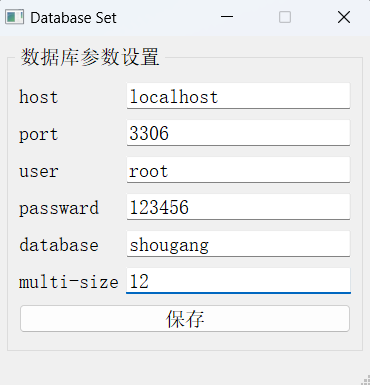 Database Set
数据库参数设置
host localhost
port 3306
user root
passward 123456
database shougang
multi-size 12
保存